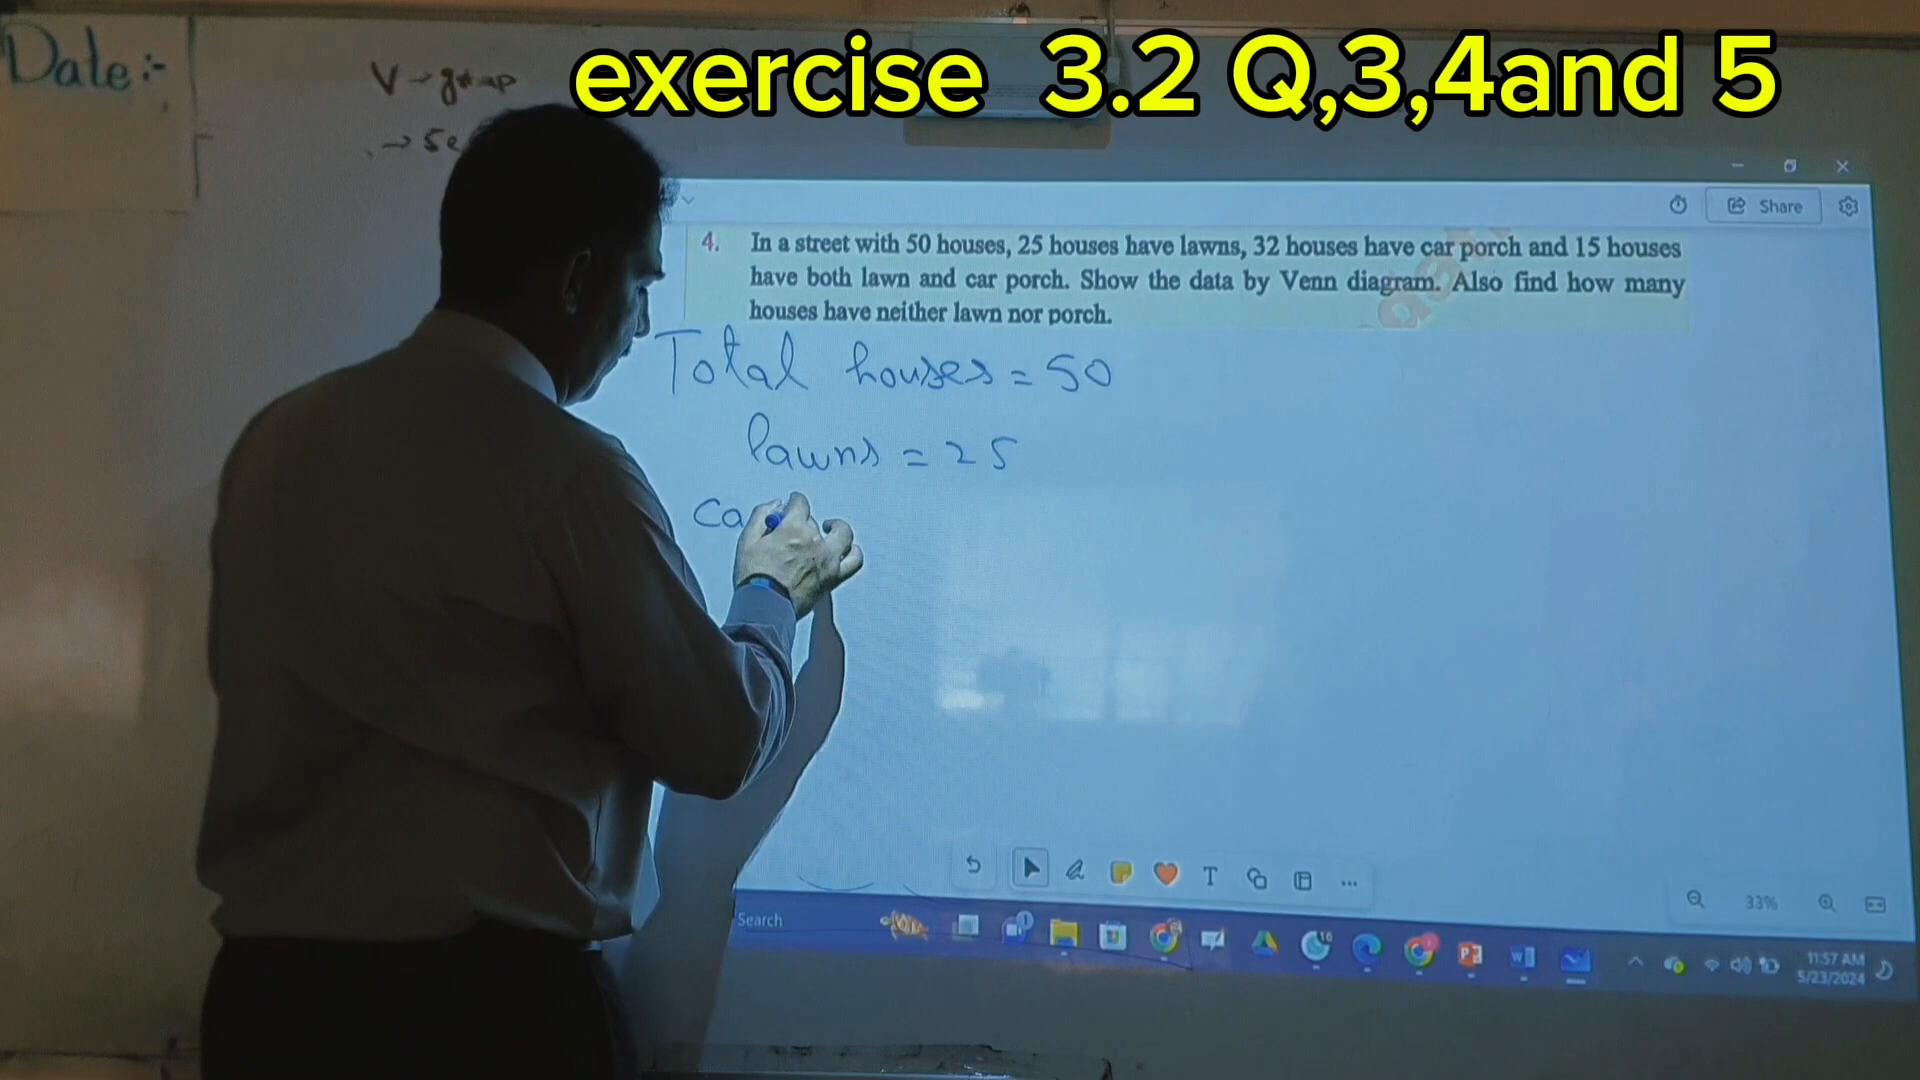 exercise 3.2 Q,3,4and 5
Date:-
V → group
→ Se
Share
4. In a street with 50 houses, 25 houses have lawns, 32 houses have car porch and 15 houses
have both lawn and car porch. Show the data by Venn diagram. Also find how many
houses have neither lawn nor porch.
Total houses = 50
lawns = 25
Ca
T
33%
Search
11:57 AM
5/23/2024